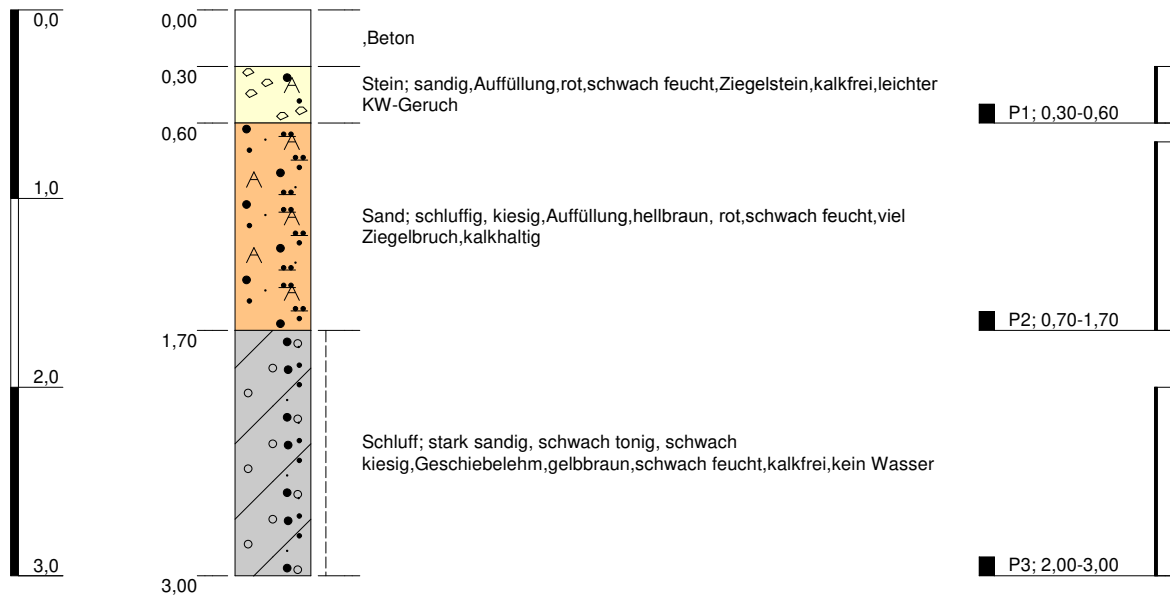 0,0
0,00
,Beton
0,30
Stein; sandig,Auffüllung,rot,schwach feucht,Ziegelstein,kalkfrei,leichter
KW-Geruch
P1; 0,30-0,60
0,60
1,0
Sand; schluffig, kiesig,Auffüllung,hellbraun, rot,schwach feucht,viel
Ziegelbruch,kalkhaltig
P2; 0,70-1,70
1,70
2,0
Schluff; stark sandig, schwach tonig, schwach
kiesig,Geschiebelehm,gelbbraun,schwach feucht,kalkfrei,kein Wasser
P3; 2,00-3,00
3,0
3,00